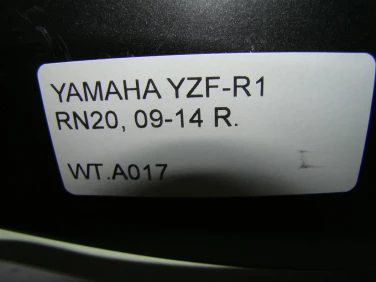 YAMAHA YZF-R1
RN20, 09-14 R.
WT.A017